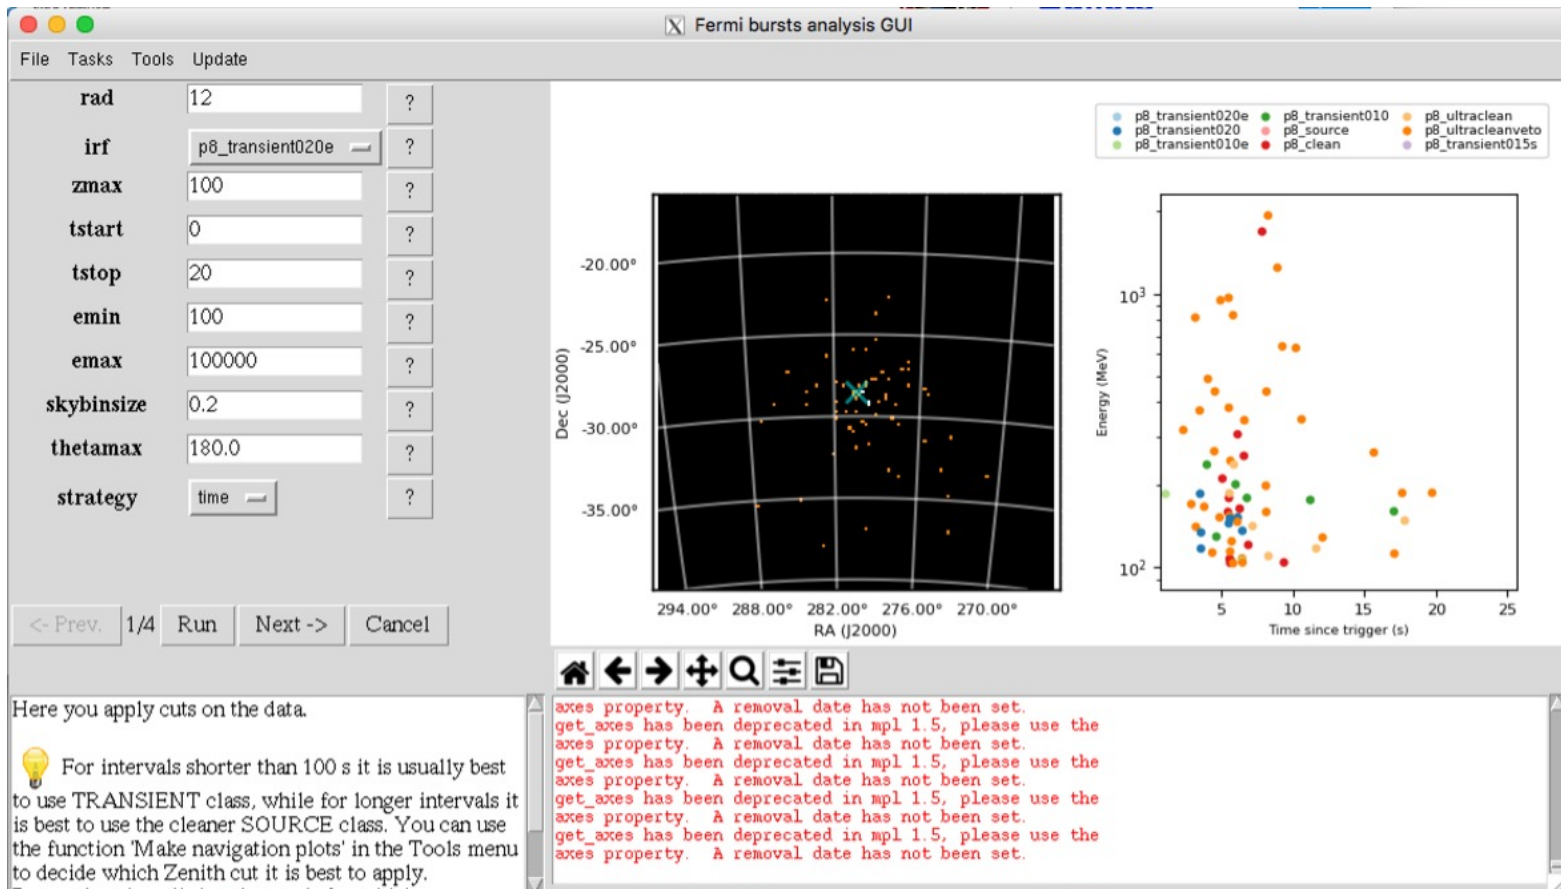 Fermi bursts analysis GUI
File Tasks Tools Update
rad 12 ?
irf p8_transient020e ?
zmax 100 ?
tstart 0 ?
tstop 20 ?
emin 100 ?
emax 100000 ?
skybinsize 0.2 ?
thetamax 180.0 ?
strategy time ?
<- Prev. 1/4 Run Next -> Cancel
Here you apply cuts on the data.
For intervals shorter than 100 s it is usually best
to use TRANSIENT class, while for longer intervals it
is best to use the cleaner SOURCE class. You can use
the function 'Make navigation plots' in the Tools menu
to decide which Zenith cut it is best to apply.
p8_transient020e p8_transient010 p8_ultraclean
p8_transient020 p8_source p8_ultracleanveto
p8_transient010e p8_clean p8_transient015s
-20.00°
-25.00°
-30.00°
-35.00°
Dec (J2000)
294.00° 288.00° 282.00° 276.00° 270.00°
RA (J2000)
10³
10²
Energy (MeV)
5 10 15 20 25
Time since trigger (s)
axes property. A removal date has not been set.
get_axes has been deprecated in mpl 1.5, please use the
axes property. A removal date has not been set.
get_axes has been deprecated in mpl 1.5, please use the
axes property. A removal date has not been set.
get_axes has been deprecated in mpl 1.5, please use the
axes property. A removal date has not been set.
get_axes has been deprecated in mpl 1.5, please use the
axes property. A removal date has not been set.